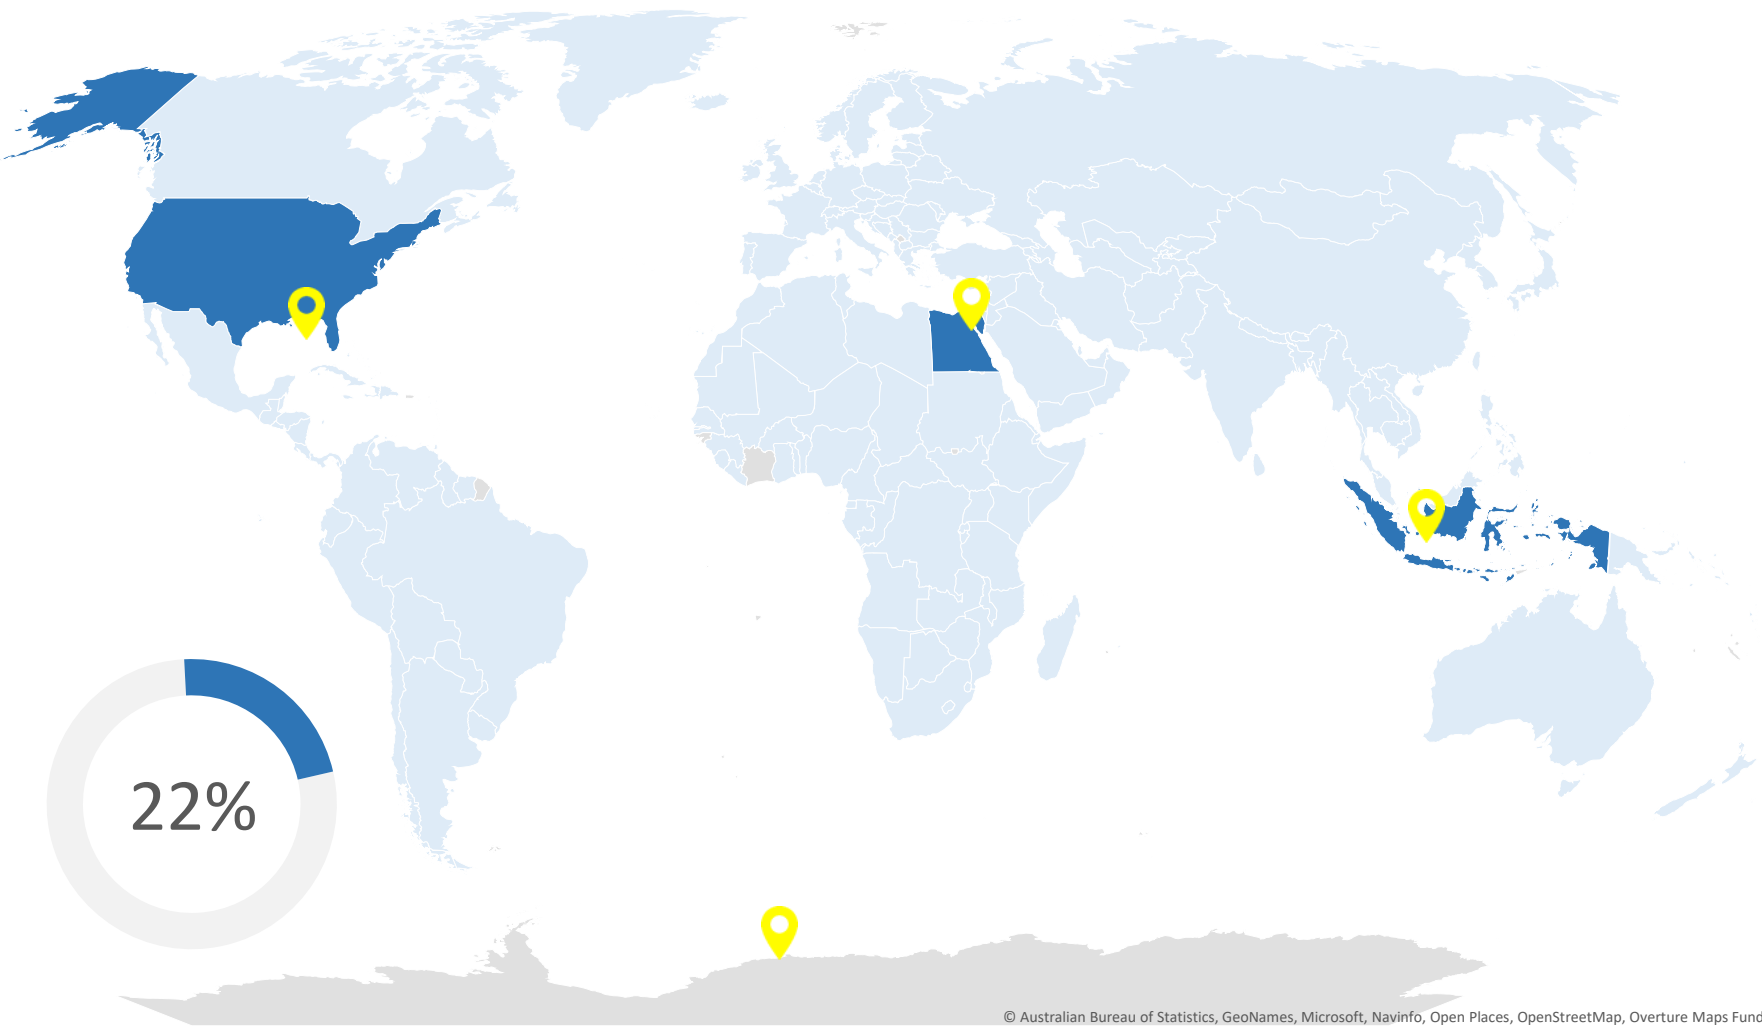 22%
© Australian Bureau of Statistics, GeoNames, Microsoft, Navinfo, Open Places, OpenStreetMap, Overture Maps Fund